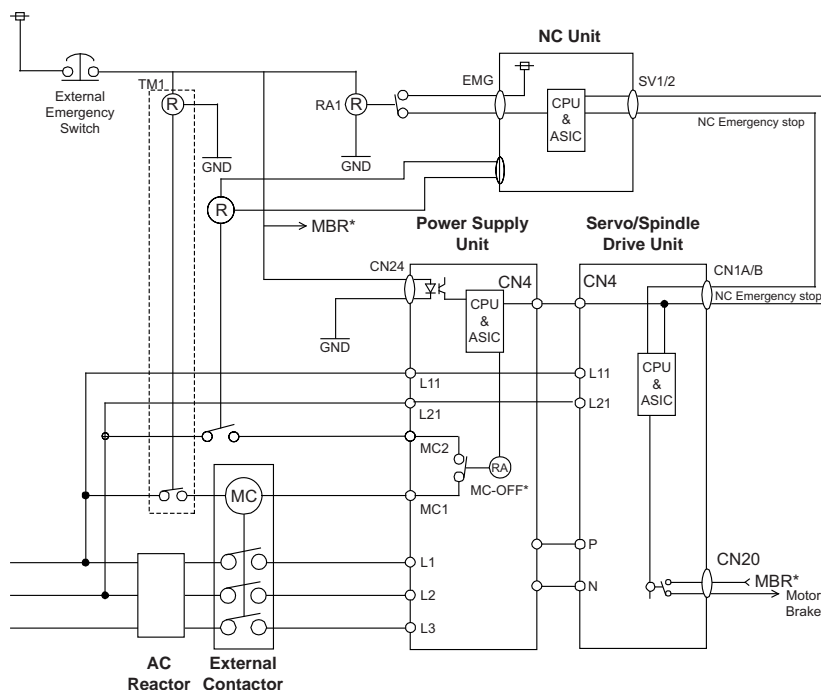 NC Unit
TM1
EMG
SV1/2
External
Emergency
Switch
R
RA1
R
CPU
&
ASIC
NC Emergency stop
GND
GND
R
MBR*
Power Supply
Unit
Servo/Spindle
Drive Unit
CN24
CN4
CN4
CN1A/B
NC Emergency stop
CPU
&
ASIC
GND
CPU
&
ASIC
L11
L11
L21
L21
MC2
RA
MC-OFF*
MC
MC1
P
L1
CN20
N
MBR*
L2
Motor
Brake
L3
AC
Reactor
External
Contactor